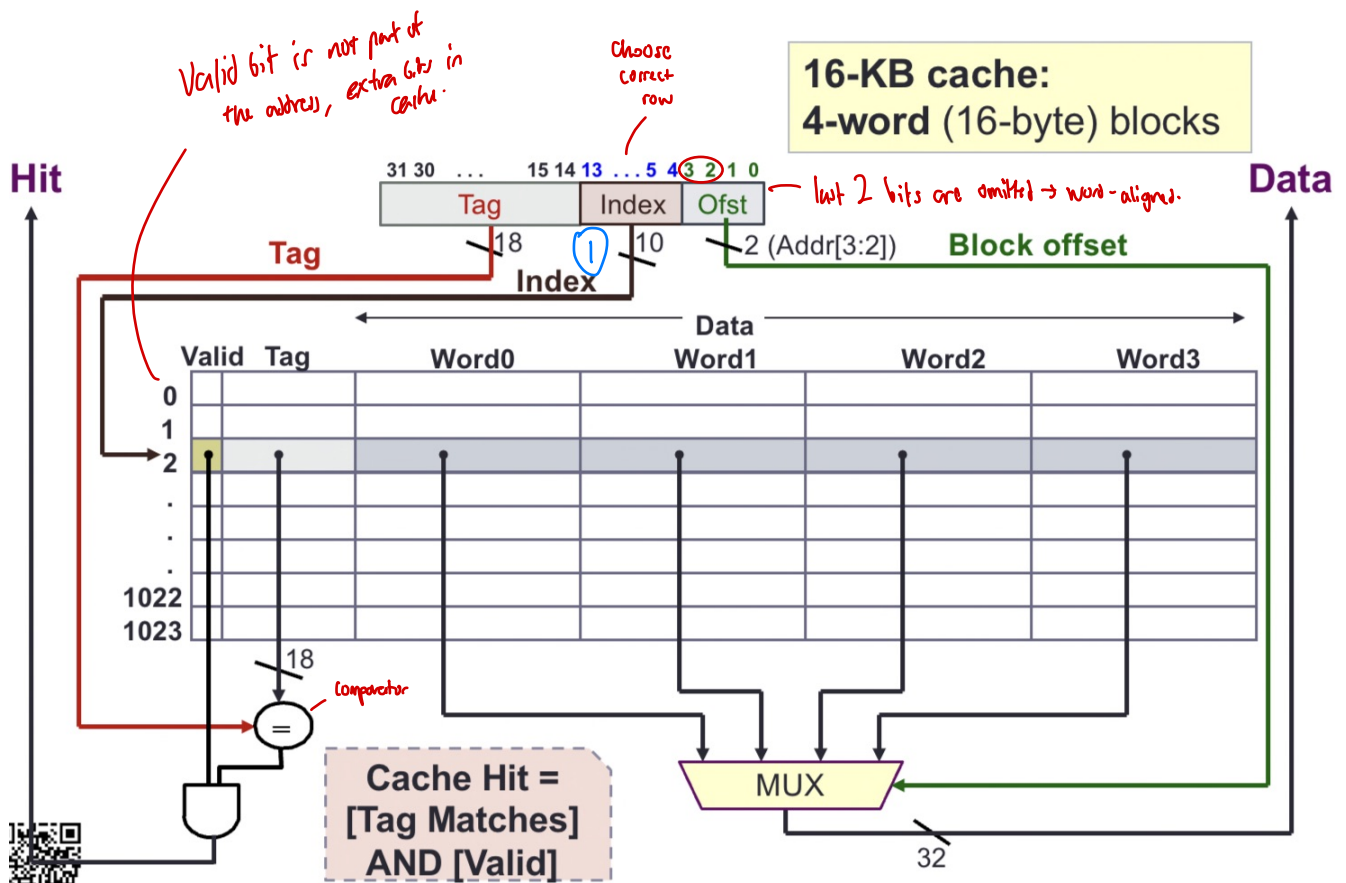 Valid bit is not part of
the address, extra bits in
cache.
Choose
correct
row
16-KB cache:
4-word (16-byte) blocks
Hit
31 30 ... 15 14 13 ... 5 4 3 2 1 0
Data
Tag Index Ofst
last 2 bits are omitted → word-aligned.
18 1 10 2 (Addr[3:2]) Block offset
Tag
Index
Data
Valid Tag Word0 Word1 Word2 Word3
0
1
2
.
.
.
1022
1023
18
comparator
=
Cache Hit =
[Tag Matches]
AND [Valid]
MUX
32